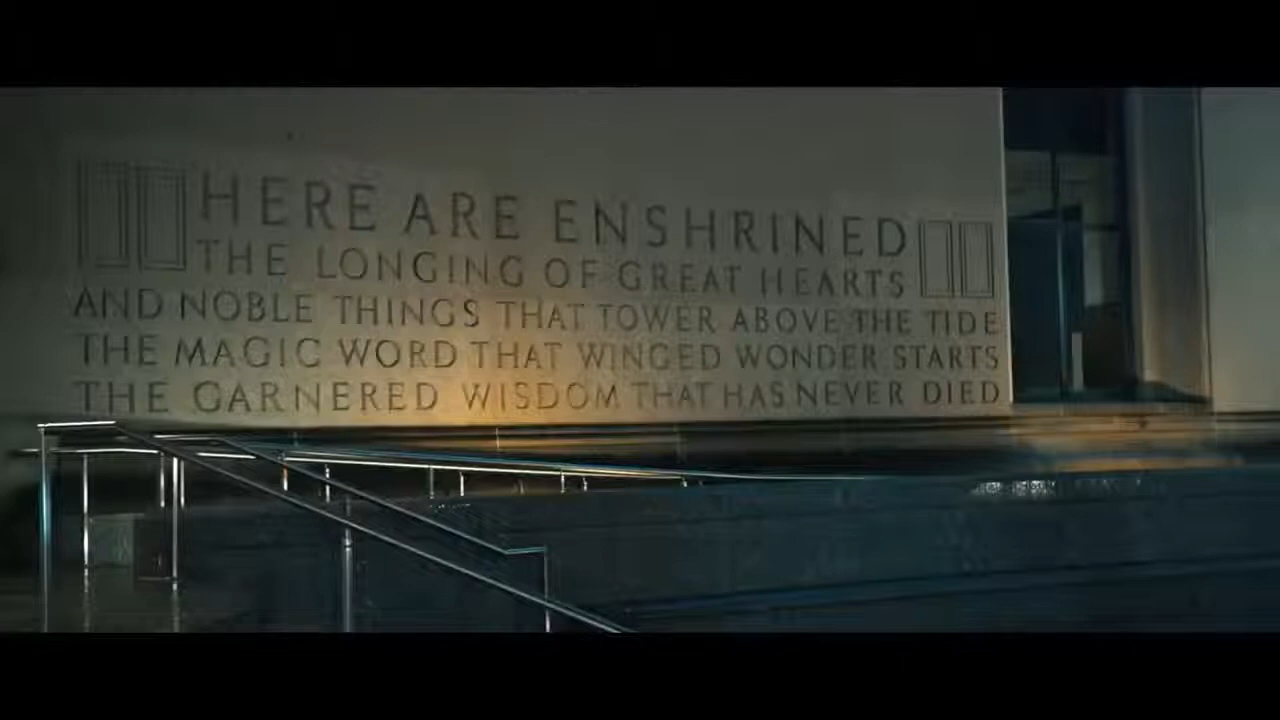 HERE ARE ENSHRINED
THE LONGING OF GREAT HEARTS
AND NOBLE THINGS THAT TOWER ABOVE THE TIDE
THE MAGIC WORD THAT WINGED WONDER STARTS
THE GARNERED WISDOM THAT HAS NEVER DIED